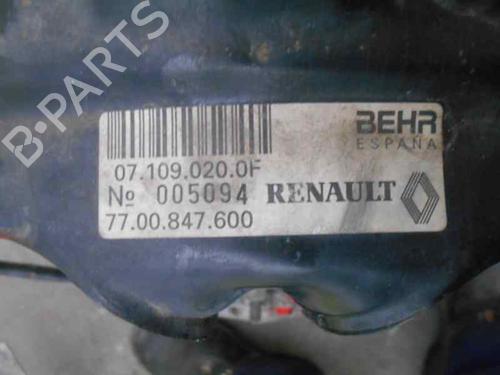 BEHR
ESPAÑA
07.109.020.0F
Nº 005094 RENAULT
77.00.847.600
B-PARTS